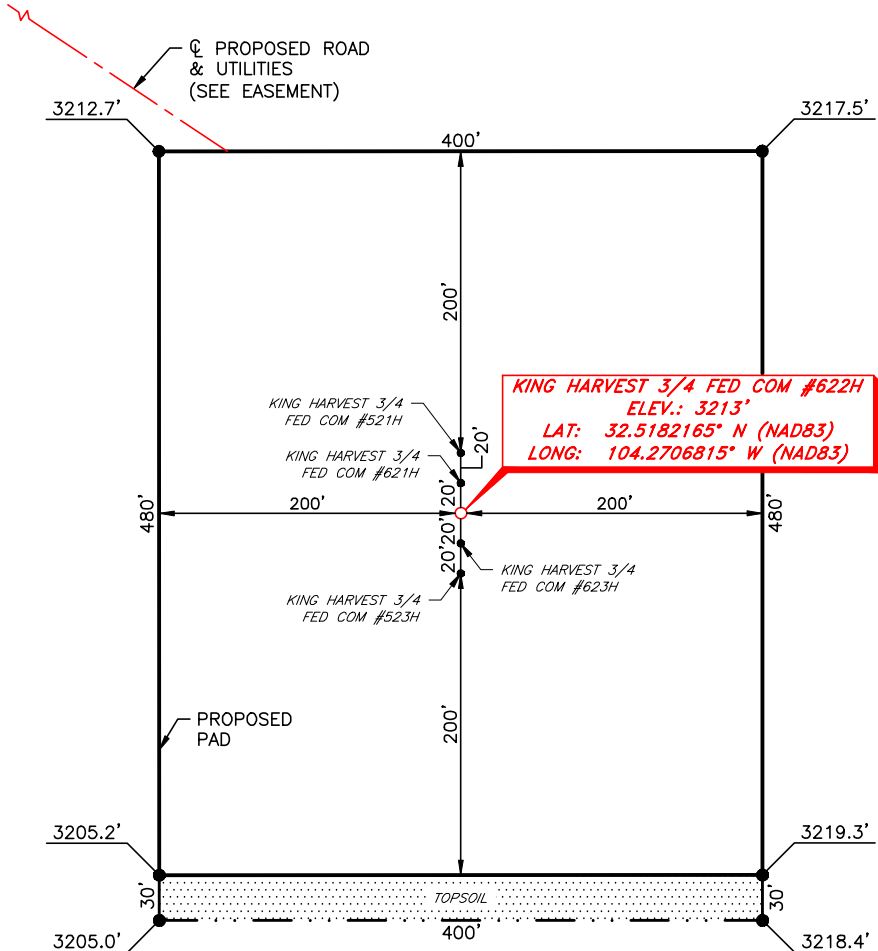 ℄ PROPOSED ROAD
& UTILITIES
(SEE EASEMENT)
3212.7'
3217.5'
400'
200'
KING HARVEST 3/4
FED COM #521H
20'
KING HARVEST 3/4 FED COM #622H
ELEV.: 3213'
LAT: 32.5182165° N (NAD83)
LONG: 104.2706815° W (NAD83)
KING HARVEST 3/4
FED COM #621H
20'
480'
200'
200'
480'
20'
20'
KING HARVEST 3/4
FED COM #623H
KING HARVEST 3/4
FED COM #523H
200'
PROPOSED
PAD
3205.2'
3219.3'
30'
TOPSOIL
30'
400'
3205.0'
3218.4'